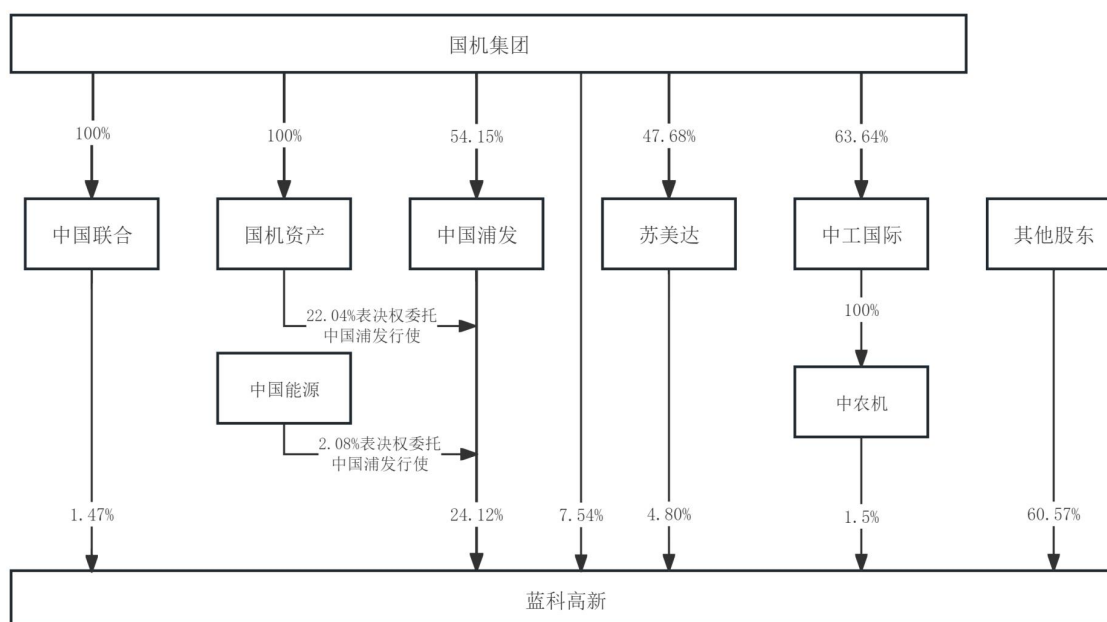 国机集团
100%
100%
54.15%
47.68%
63.64%
中国联合
国机资产
中国浦发
苏美达
中工国际
其他股东
22.04%表决权委托
中国浦发行使
100%
中国能源
中农机
2.08%表决权委托
中国浦发行使
1.47%
24.12%
7.54%
4.80%
1.5%
60.57%
蓝科高新